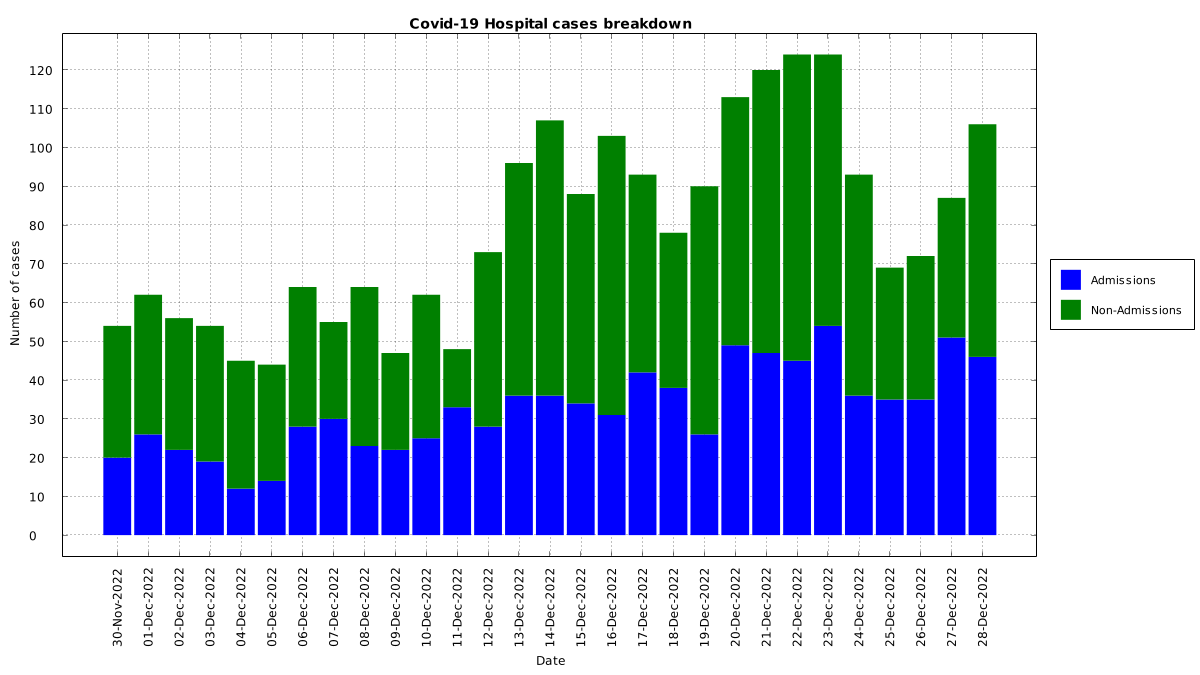 Covid-19 Hospital cases breakdown
120
110
100
90
80
70
60
50
40
30
20
10
0
Number of cases
30-Nov-2022
01-Dec-2022
02-Dec-2022
03-Dec-2022
04-Dec-2022
05-Dec-2022
06-Dec-2022
07-Dec-2022
08-Dec-2022
09-Dec-2022
10-Dec-2022
11-Dec-2022
12-Dec-2022
13-Dec-2022
14-Dec-2022
15-Dec-2022
16-Dec-2022
17-Dec-2022
18-Dec-2022
19-Dec-2022
20-Dec-2022
21-Dec-2022
22-Dec-2022
23-Dec-2022
24-Dec-2022
25-Dec-2022
26-Dec-2022
27-Dec-2022
28-Dec-2022
Date
Admissions
Non-Admissions